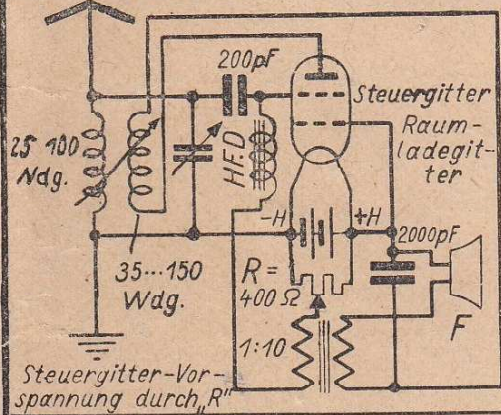 200pF
Steuergitter
Raum-
ladegit-
ter
25 100
Ndg.
HFD
-H
+H
2000pF
35...150
Wdg.
R =
400 Ω
1:10
F
Steuergitter-Vor-
spannung durch „R"